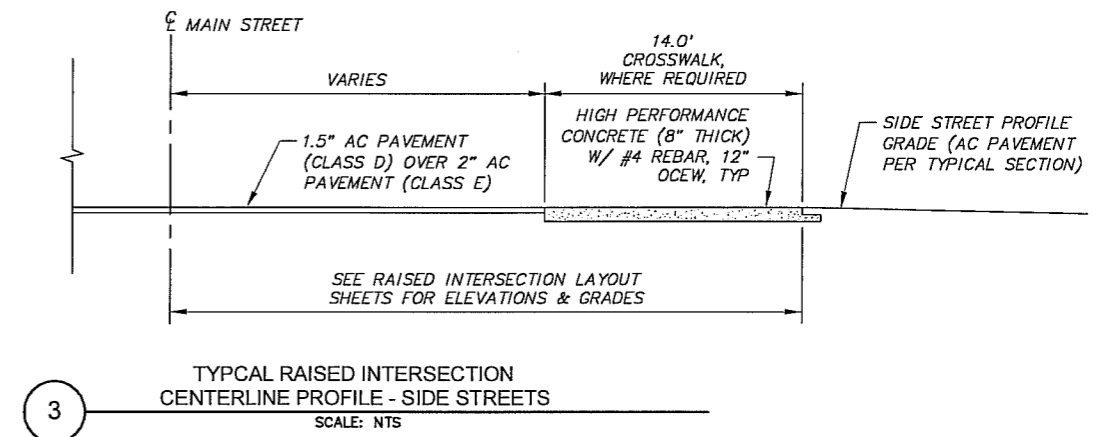 ℄ MAIN STREET
VARIES
14.0'
CROSSWALK,
WHERE REQUIRED
1.5" AC PAVEMENT
(CLASS D) OVER 2" AC
PAVEMENT (CLASS E)
HIGH PERFORMANCE
CONCRETE (8" THICK)
W/ #4 REBAR, 12"
OCEW, TYP
SIDE STREET PROFILE
GRADE (AC PAVEMENT
PER TYPICAL SECTION)
SEE RAISED INTERSECTION LAYOUT
SHEETS FOR ELEVATIONS & GRADES
3
TYPCAL RAISED INTERSECTION
CENTERLINE PROFILE - SIDE STREETS
SCALE: NTS